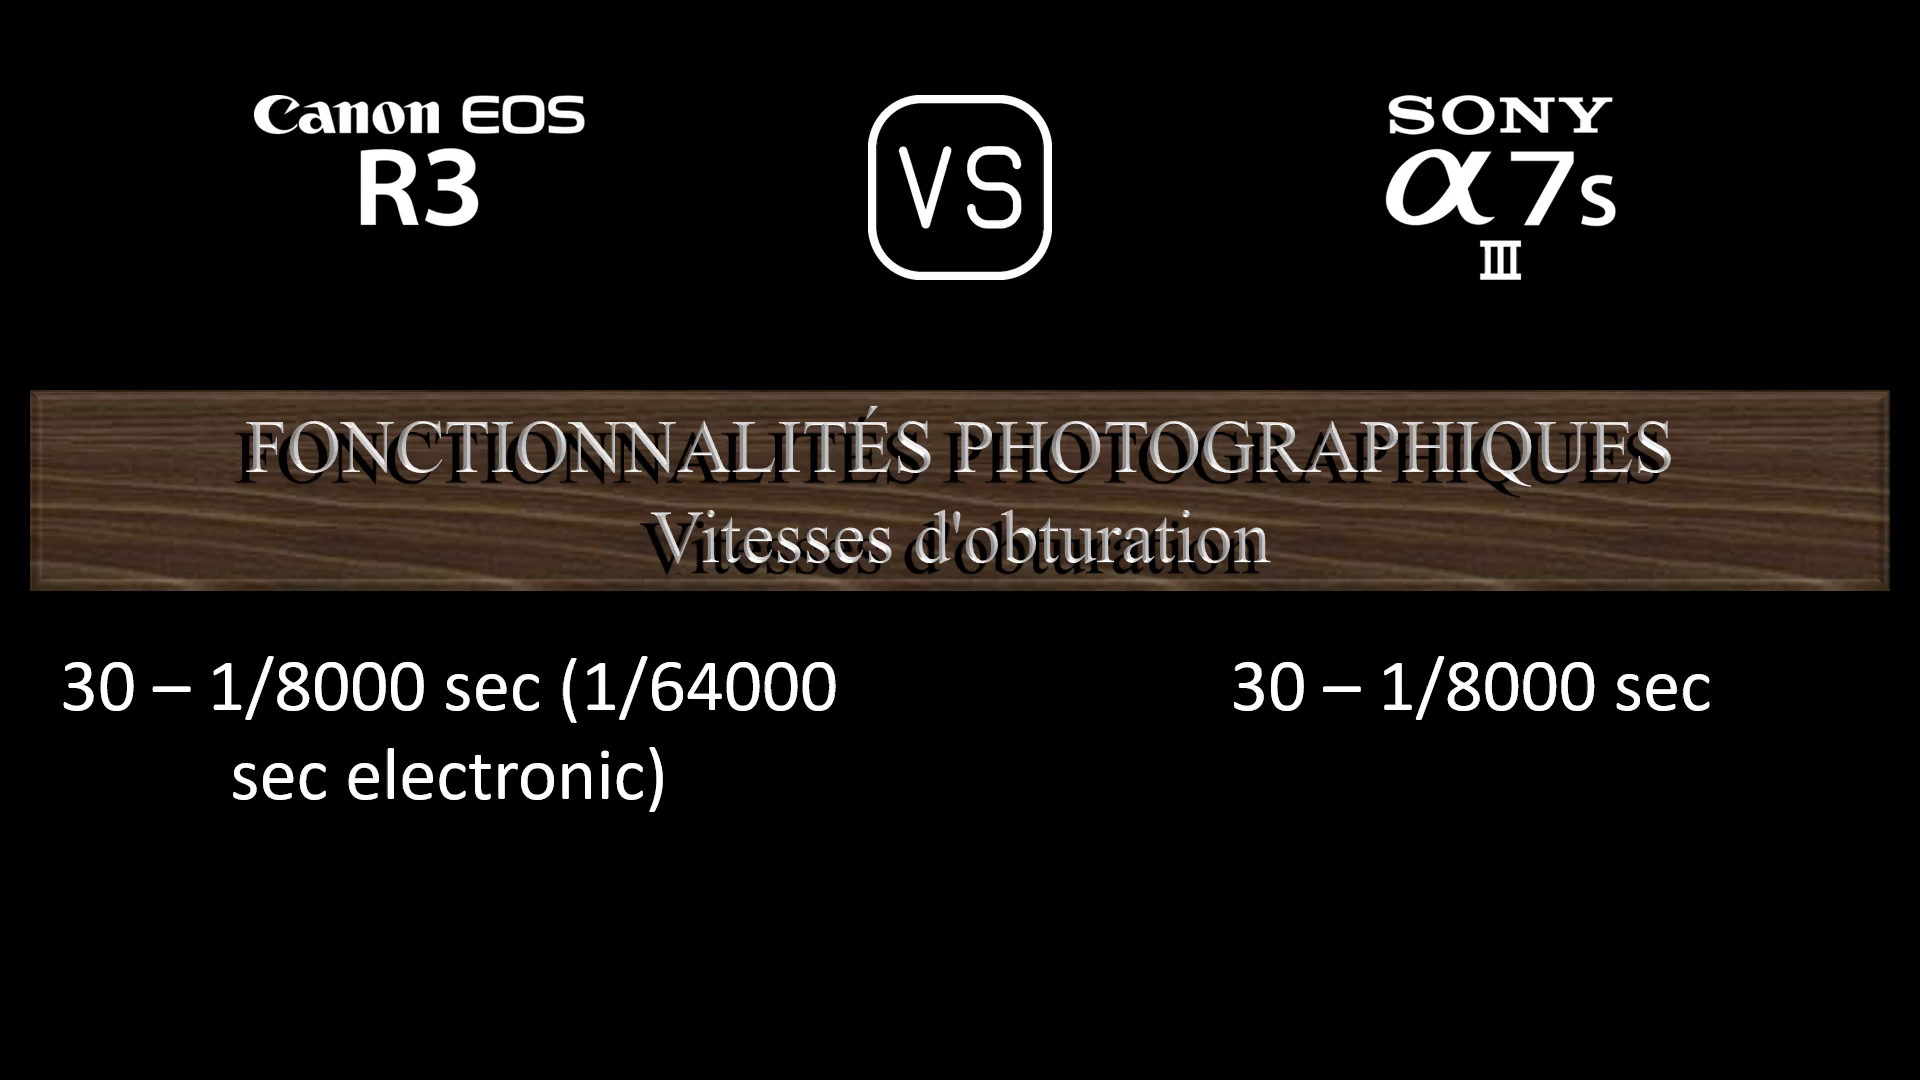 Canon EOS
R3
VS
SONY
α7s
III
FONCTIONNALITÉS PHOTOGRAPHIQUES
Vitesses d'obturation
30 – 1/8000 sec (1/64000
sec electronic)
30 – 1/8000 sec